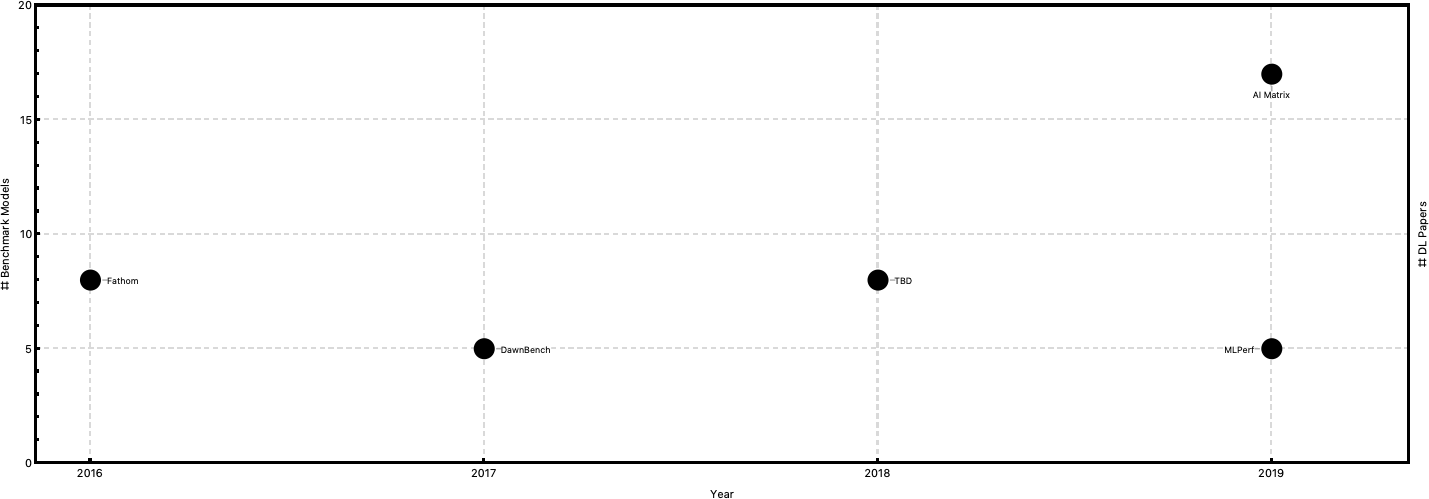 20
15
10
5
0
# Benchmark Models
AI Matrix
Fathom
TBD
DawnBench
MLPerf
# DL Papers
2016
2017
2018
2019
Year